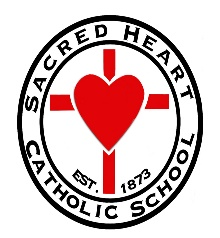 SACRED HEART
EST. 1873
CATHOLIC SCHOOL